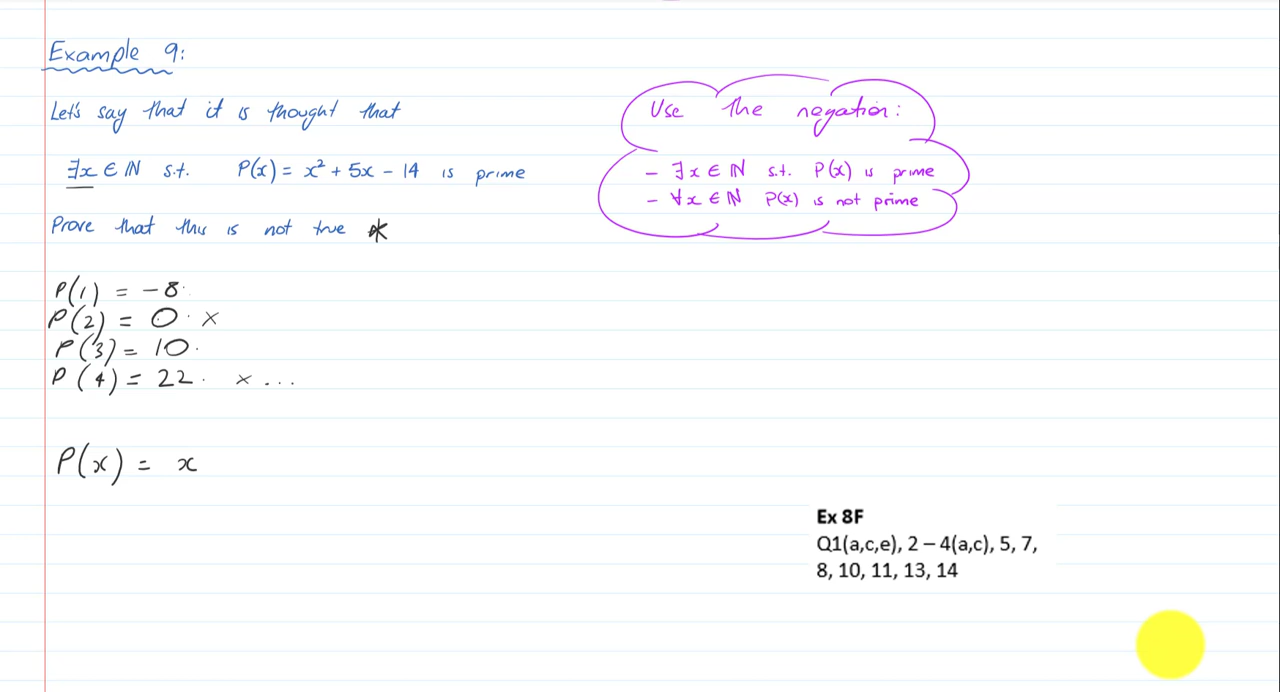 Example 9:
Let's say that it is thought that
∃x ∈ ℕ s.t. P(x) = x² + 5x - 14 is prime
Prove that this is not true *
Use the negation:
- ∃x ∈ ℕ s.t. P(x) is prime
- ∀x ∈ ℕ P(x) is not prime
P(1) = -8.
P(2) = 0. ×
P(3) = 10.
P(4) = 22. × ...
P(x) = x
Ex 8F
Q1(a,c,e), 2 – 4(a,c), 5, 7,
8, 10, 11, 13, 14